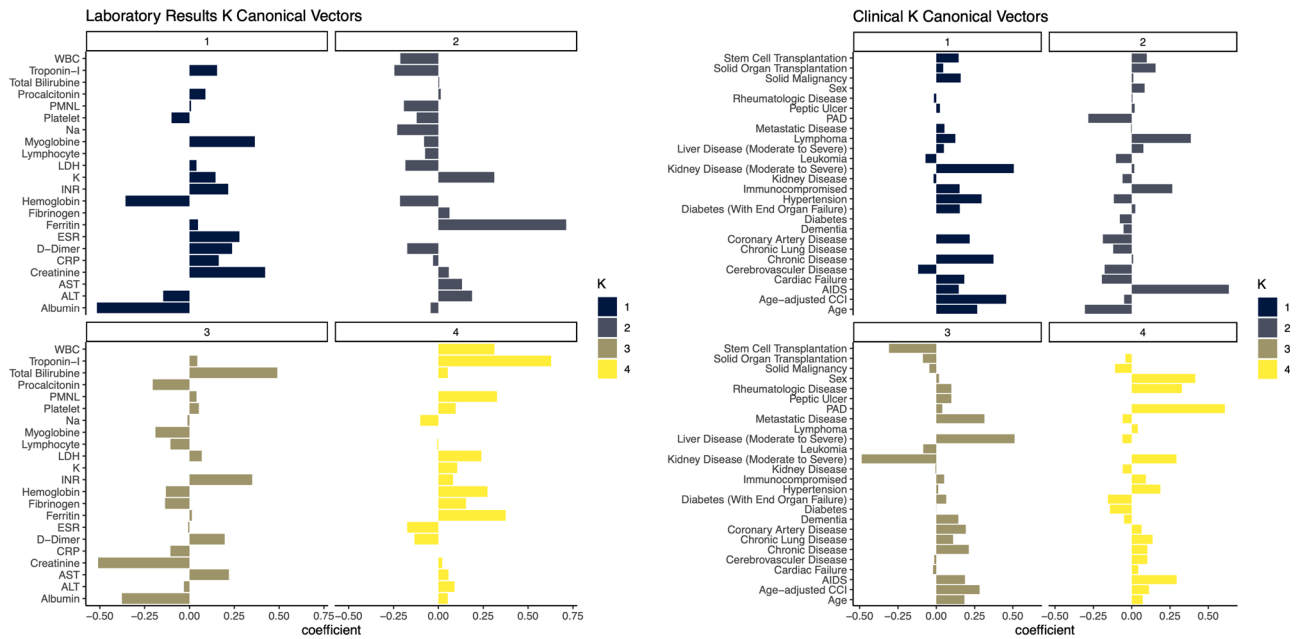 Laboratory Results K Canonical Vectors
1
2
WBC
Troponin−I
Total Bilirubine
Procalcitonin
PMNL
Platelet
Na
Myoglobine
Lymphocyte
LDH
K
INR
Hemoglobin
Fibrinogen
Ferritin
ESR
D−Dimer
CRP
Creatinine
AST
ALT
Albumin
3
4
WBC
Troponin−I
Total Bilirubine
Procalcitonin
PMNL
Platelet
Na
Myoglobine
Lymphocyte
LDH
K
INR
Hemoglobin
Fibrinogen
Ferritin
ESR
D−Dimer
CRP
Creatinine
AST
ALT
Albumin
−0.50 −0.25 0.00 0.25 0.50 0.75 −0.50 −0.25 0.00 0.25 0.50 0.75
coefficient
K
1
2
3
4
Clinical K Canonical Vectors
1
2
Stem Cell Transplantation
Solid Organ Transplantation
Solid Malignancy
Sex
Rheumatologic Disease
Peptic Ulcer
PAD
Metastatic Disease
Lymphoma
Liver Disease (Moderate to Severe)
Leukomia
Kidney Disease (Moderate to Severe)
Kidney Disease
Immunocompromised
Hypertension
Diabetes (With End Organ Failure)
Diabetes
Dementia
Coronary Artery Disease
Chronic Lung Disease
Chronic Disease
Cerebrovasculer Disease
Cardiac Failure
AIDS
Age−adjusted CCI
Age
3
4
Stem Cell Transplantation
Solid Organ Transplantation
Solid Malignancy
Sex
Rheumatologic Disease
Peptic Ulcer
PAD
Metastatic Disease
Lymphoma
Liver Disease (Moderate to Severe)
Leukomia
Kidney Disease (Moderate to Severe)
Kidney Disease
Immunocompromised
Hypertension
Diabetes (With End Organ Failure)
Diabetes
Dementia
Coronary Artery Disease
Chronic Lung Disease
Chronic Disease
Cerebrovasculer Disease
Cardiac Failure
AIDS
Age−adjusted CCI
Age
−0.50 −0.25 0.00 0.25 0.50 −0.50 −0.25 0.00 0.25 0.50
coefficient
K
1
2
3
4